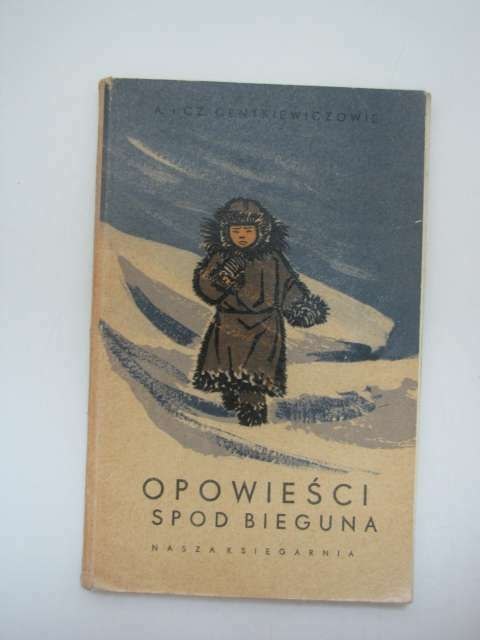 A. i CZ. CENTKIEWICZOWIE
OPOWIEŚCI
SPOD BIEGUNA
NASZA KSIĘGARNIA